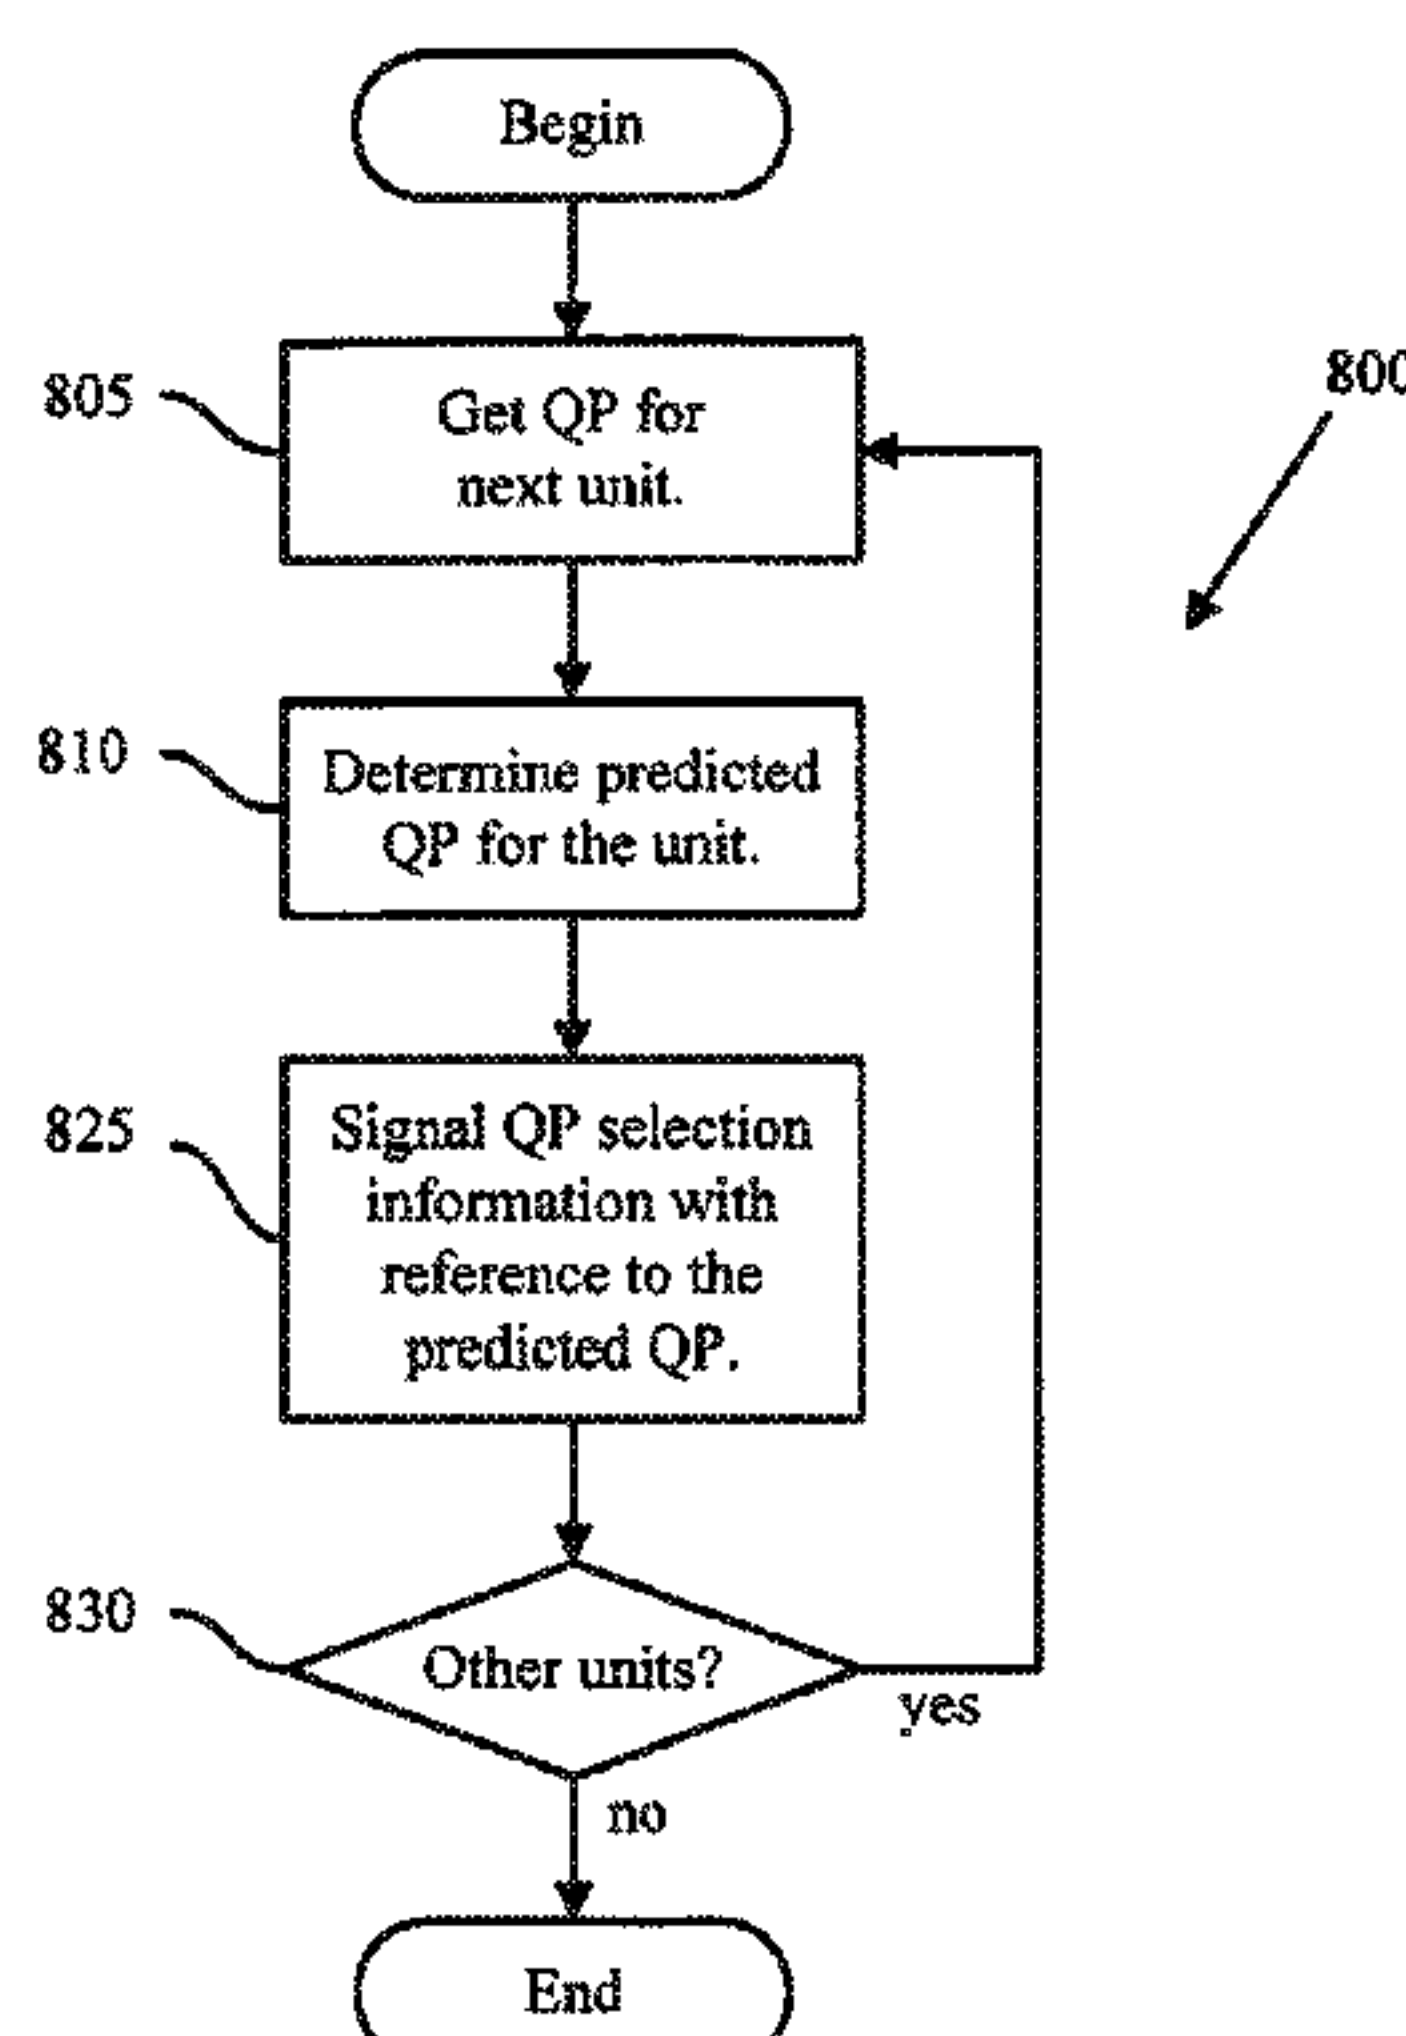 Begin
805
Get QP for
next unit.
800
810
Determine predicted
QP for the unit.
825
Signal QP selection
information with
reference to the
predicted QP.
830
Other units?
yes
no
End